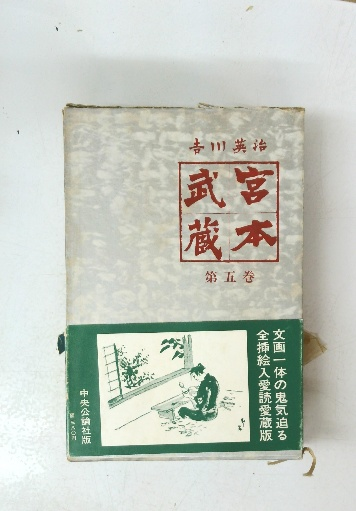 吉川英治
宮本
武蔵
第五巻
文画一体の鬼気迫る
全挿絵入愛読愛蔵版
中央公論社版